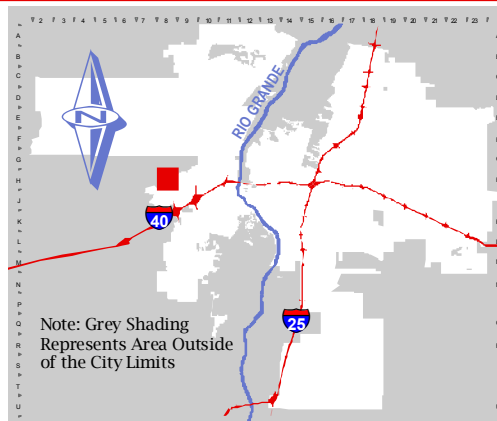 2 3 4 5 6 7 8 9 10 11 12 13 14 15 16 17 18 19 20 21 22 23
A
B
C
D
E
F
G
H
J
K
L
M
N
P
Q
R
S
T
U
N
RIO GRANDE
40
25
Note: Grey Shading
Represents Area Outside
of the City Limits